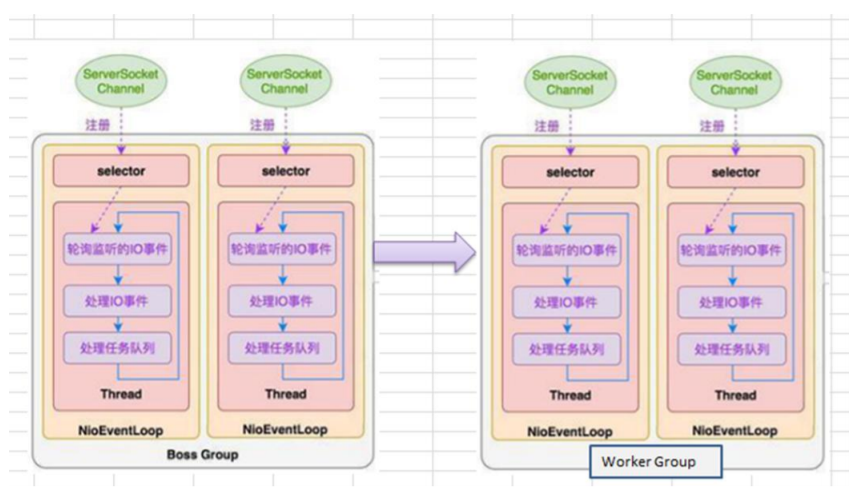 ServerSocket
Channel
ServerSocket
Channel
注册
注册
selector
selector
轮询监听的IO事件
轮询监听的IO事件
处理IO事件
处理IO事件
处理任务队列
处理任务队列
Thread
Thread
NioEventLoop
NioEventLoop
Boss Group
ServerSocket
Channel
ServerSocket
Channel
注册
注册
selector
selector
轮询监听的IO事件
轮询监听的IO事件
处理IO事件
处理IO事件
处理任务队列
处理任务队列
Thread
Thread
NioEventLoop
NioEventLoop
Worker Group